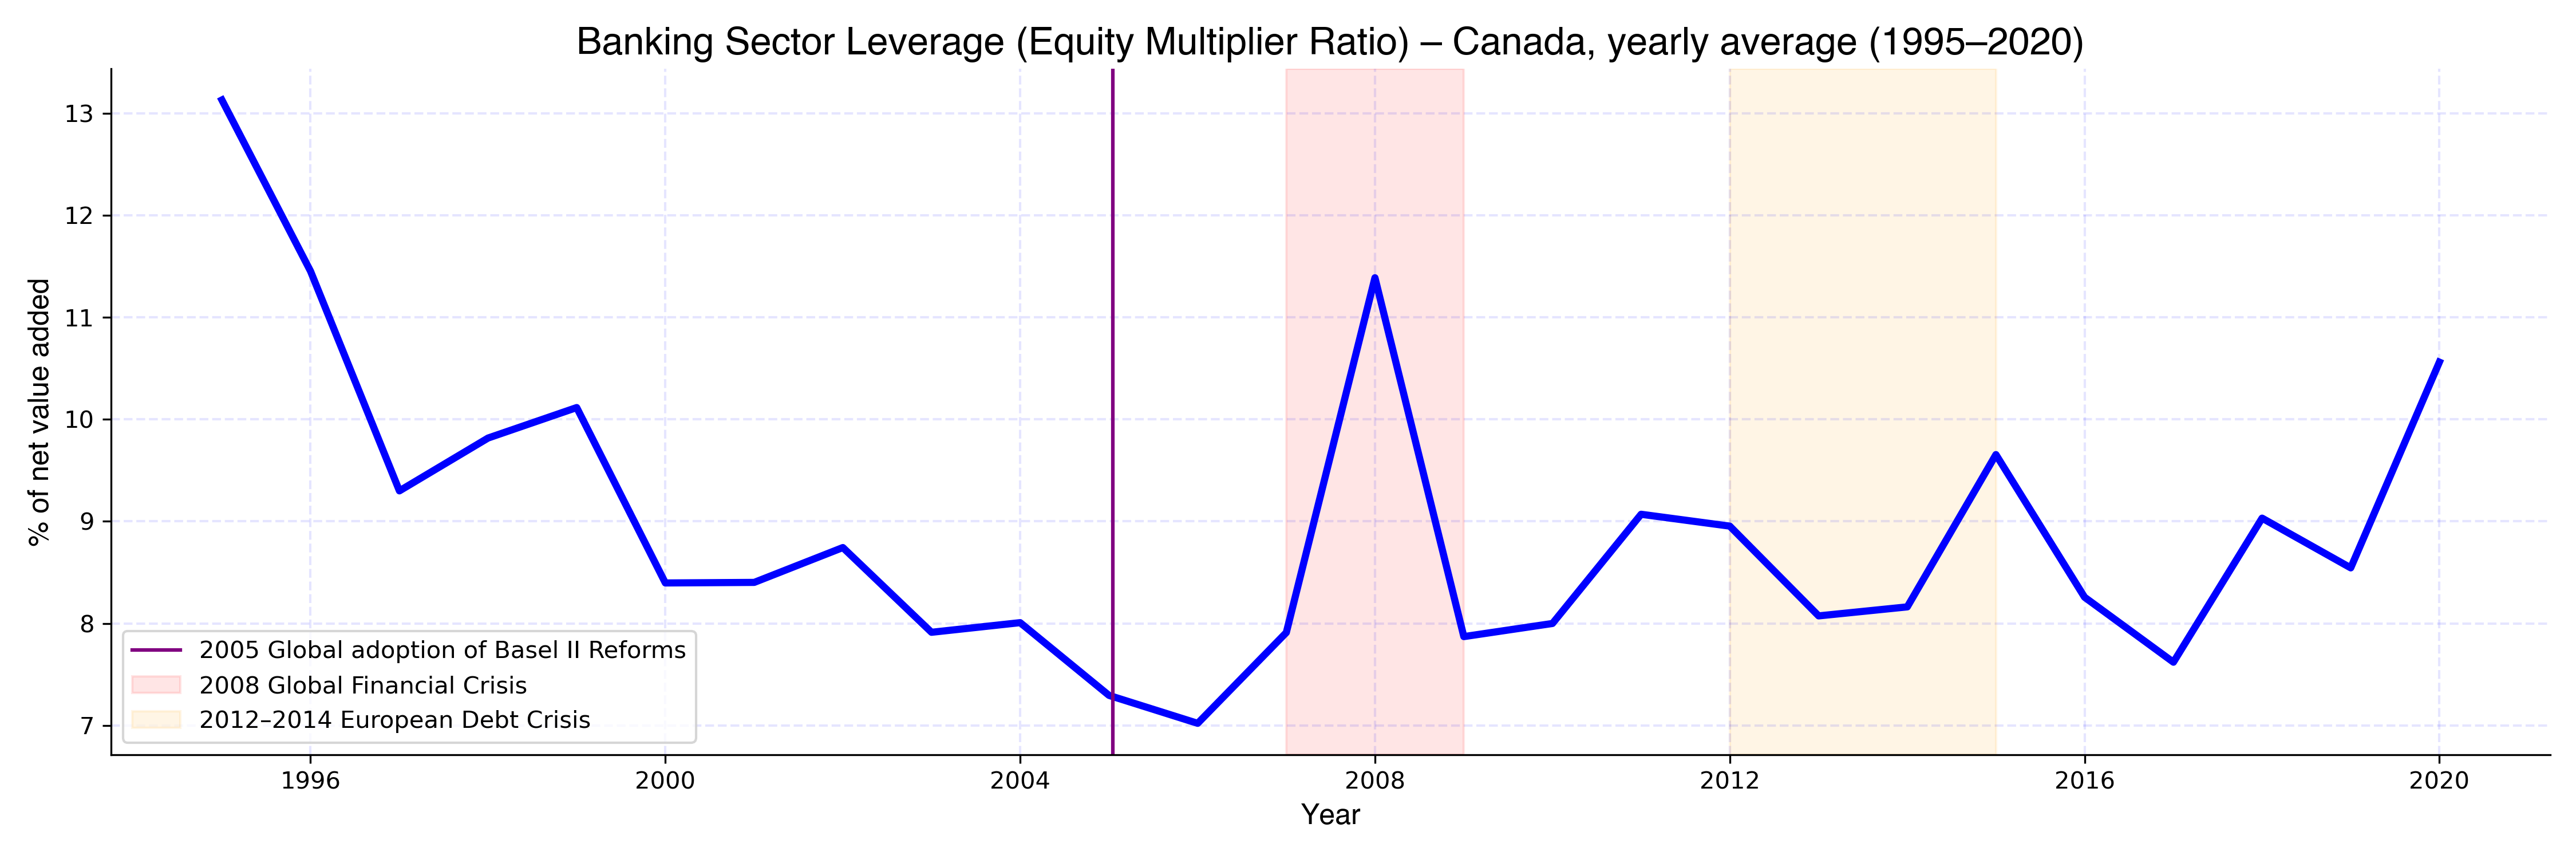 Banking Sector Leverage (Equity Multiplier Ratio) – Canada, yearly average (1995–2020)
% of net value added
13
12
11
10
9
8
7
2005 Global adoption of Basel II Reforms
2008 Global Financial Crisis
2012–2014 European Debt Crisis
1996 2000 2004 2008 2012 2016 2020
Year